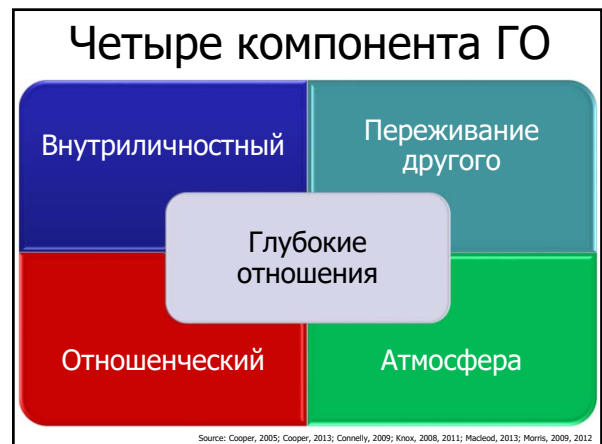 Четыре компонента ГО
Внутриличностный
Переживание
другого
Глубокие
отношения
Отношенческий
Атмосфера
Source: Cooper, 2005; Cooper, 2013; Connelly, 2009; Knox, 2008, 2011; Macleod, 2013; Morris, 2009, 2012